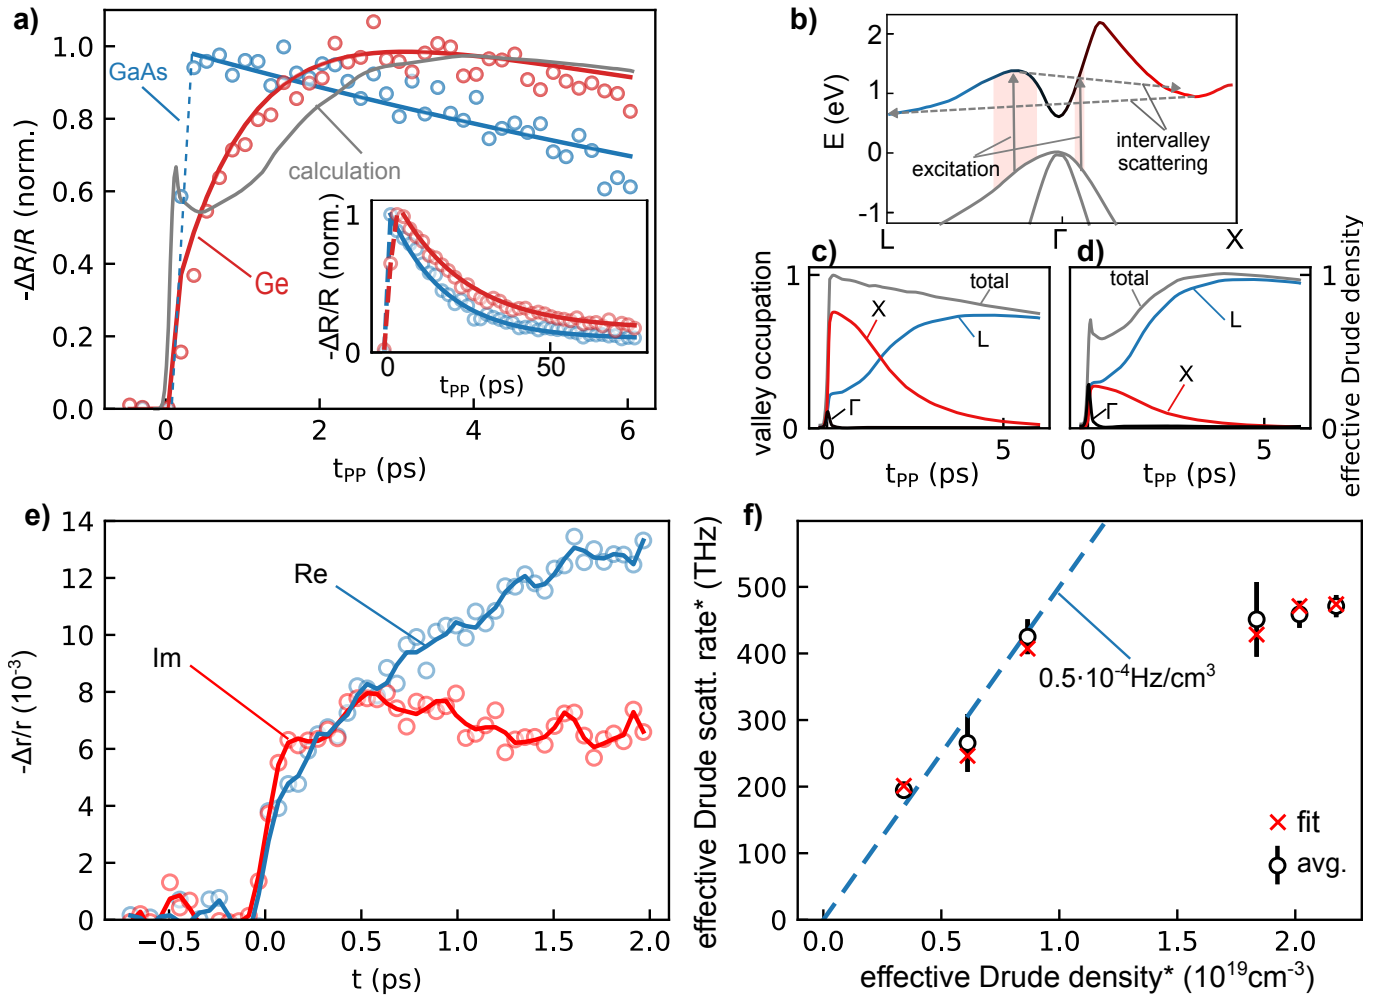 a)
-ΔR/R (norm.)
1.0
0.8
0.6
0.4
0.2
0.0
GaAs
calculation
Ge
0
2
4
6
tPP (ps)
-ΔR/R (norm.)
1
0
0
50
tPP (ps)
b)
E (eV)
2
1
0
-1
excitation
intervalley
scattering
L
Γ
X
c)
valley occupation
1
0
total
X
L
Γ
0
5
tPP (ps)
d)
total
L
X
Γ
0
5
tPP (ps)
1
0
effective Drude density
e)
-Δr/r (10-3)
14
12
10
8
6
4
2
0
Re
Im
−0.5
0.0
0.5
1.0
1.5
2.0
t (ps)
f)
effective Drude scatt. rate* (THz)
500
400
300
200
100
0
0.5·10-4Hz/cm3
fit
avg.
0.0
0.5
1.0
1.5
2.0
effective Drude density* (1019cm-3)